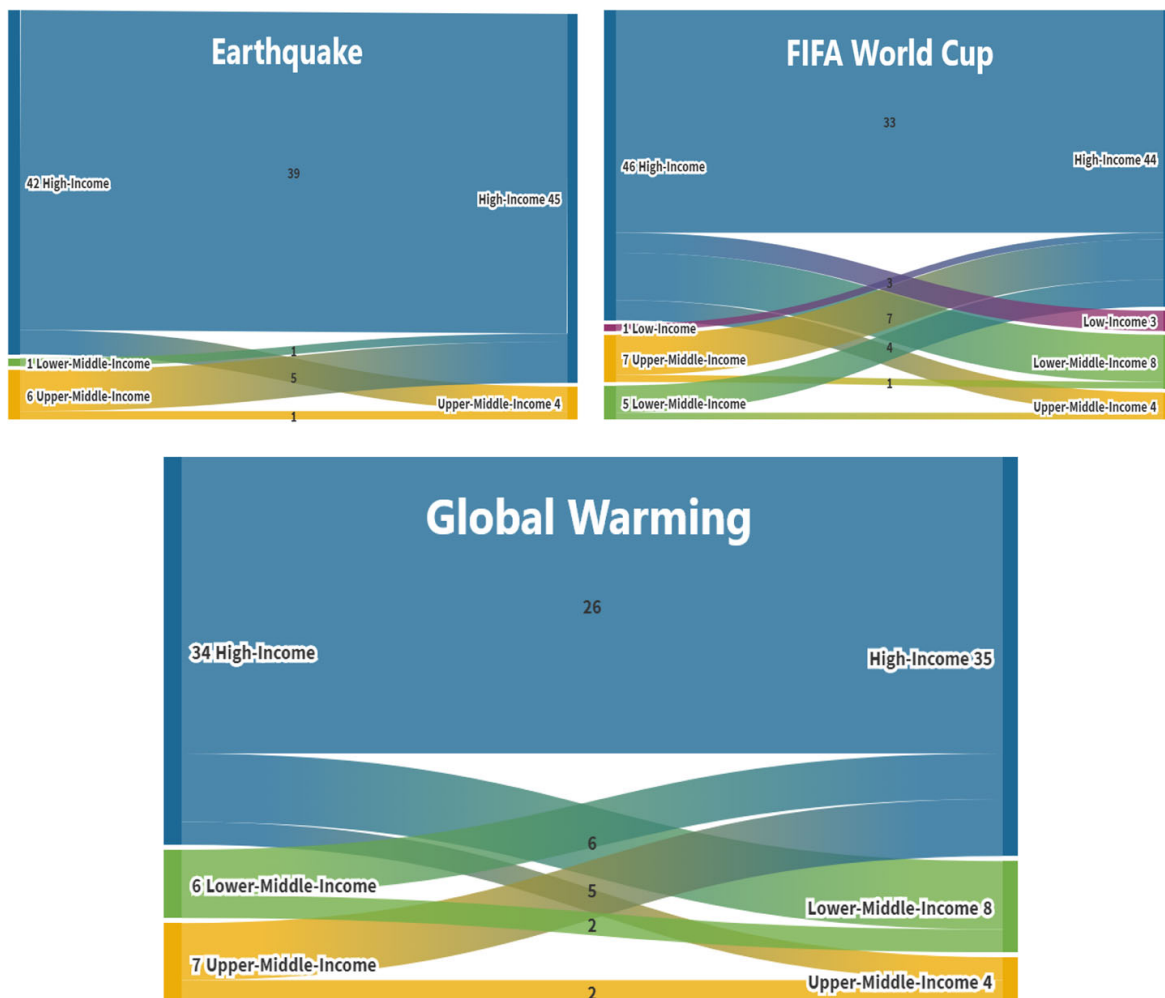 Earthquake
39
42 High-Income
High-Income 45
1
1 Lower-Middle-Income
5
6 Upper-Middle-Income
Upper-Middle-Income 4
1
FIFA World Cup
33
46 High-Income
High-Income 44
3
1 Low-Income
7
Low-Income 3
7 Upper-Middle-Income
4
Lower-Middle-Income 8
1
5 Lower-Middle-Income
Upper-Middle-Income 4
Global Warming
26
34 High-Income
High-Income 35
6
6 Lower-Middle-Income
5
Lower-Middle-Income 8
2
7 Upper-Middle-Income
Upper-Middle-Income 4
2